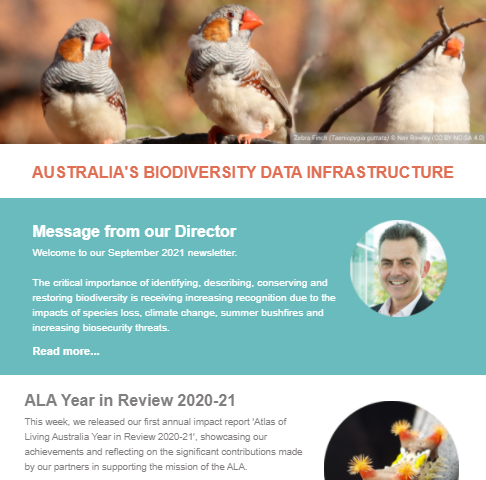 Zebra Finch (Taeniopygia guttata) © Nen Rowley (CC BY-NC-SA 4.0)
AUSTRALIA'S BIODIVERSITY DATA INFRASTRUCTURE
Message from our Director
Welcome to our September 2021 newsletter.
The critical importance of identifying, describing, conserving and
restoring biodiversity is receiving increasing recognition due to the
impacts of species loss, climate change, summer bushfires and
increasing biosecurity threats.
Read more...
ALA Year in Review 2020-21
This week, we released our first annual impact report 'Atlas of
Living Australia Year in Review 2020-21', showcasing our
achievements and reflecting on the significant contributions made
by our partners in supporting the mission of the ALA.